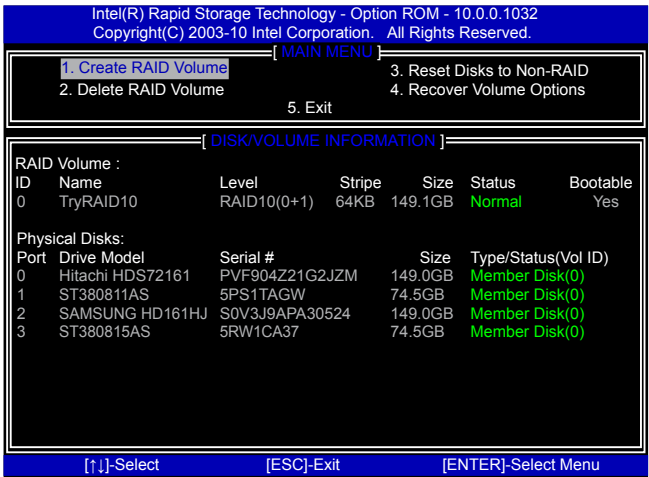 Intel(R) Rapid Storage Technology - Option ROM - 10.0.0.1032
Copyright(C) 2003-10 Intel Corporation. All Rights Reserved.
[ MAIN MENU ]
1. Create RAID Volume 3. Reset Disks to Non-RAID
2. Delete RAID Volume 4. Recover Volume Options
5. Exit
[ DISK/VOLUME INFORMATION ]
RAID Volume :
ID Name Level Stripe Size Status Bootable
0 TryRAID10 RAID10(0+1) 64KB 149.1GB Normal Yes
Physical Disks:
Port Drive Model Serial # Size Type/Status(Vol ID)
0 Hitachi HDS72161 PVF904Z21G2JZM 149.0GB Member Disk(0)
1 ST380811AS 5PS1TAGW 74.5GB Member Disk(0)
2 SAMSUNG HD161HJ S0V3J9APA30524 149.0GB Member Disk(0)
3 ST380815AS 5RW1CA37 74.5GB Member Disk(0)
[↑↓]-Select [ESC]-Exit [ENTER]-Select Menu